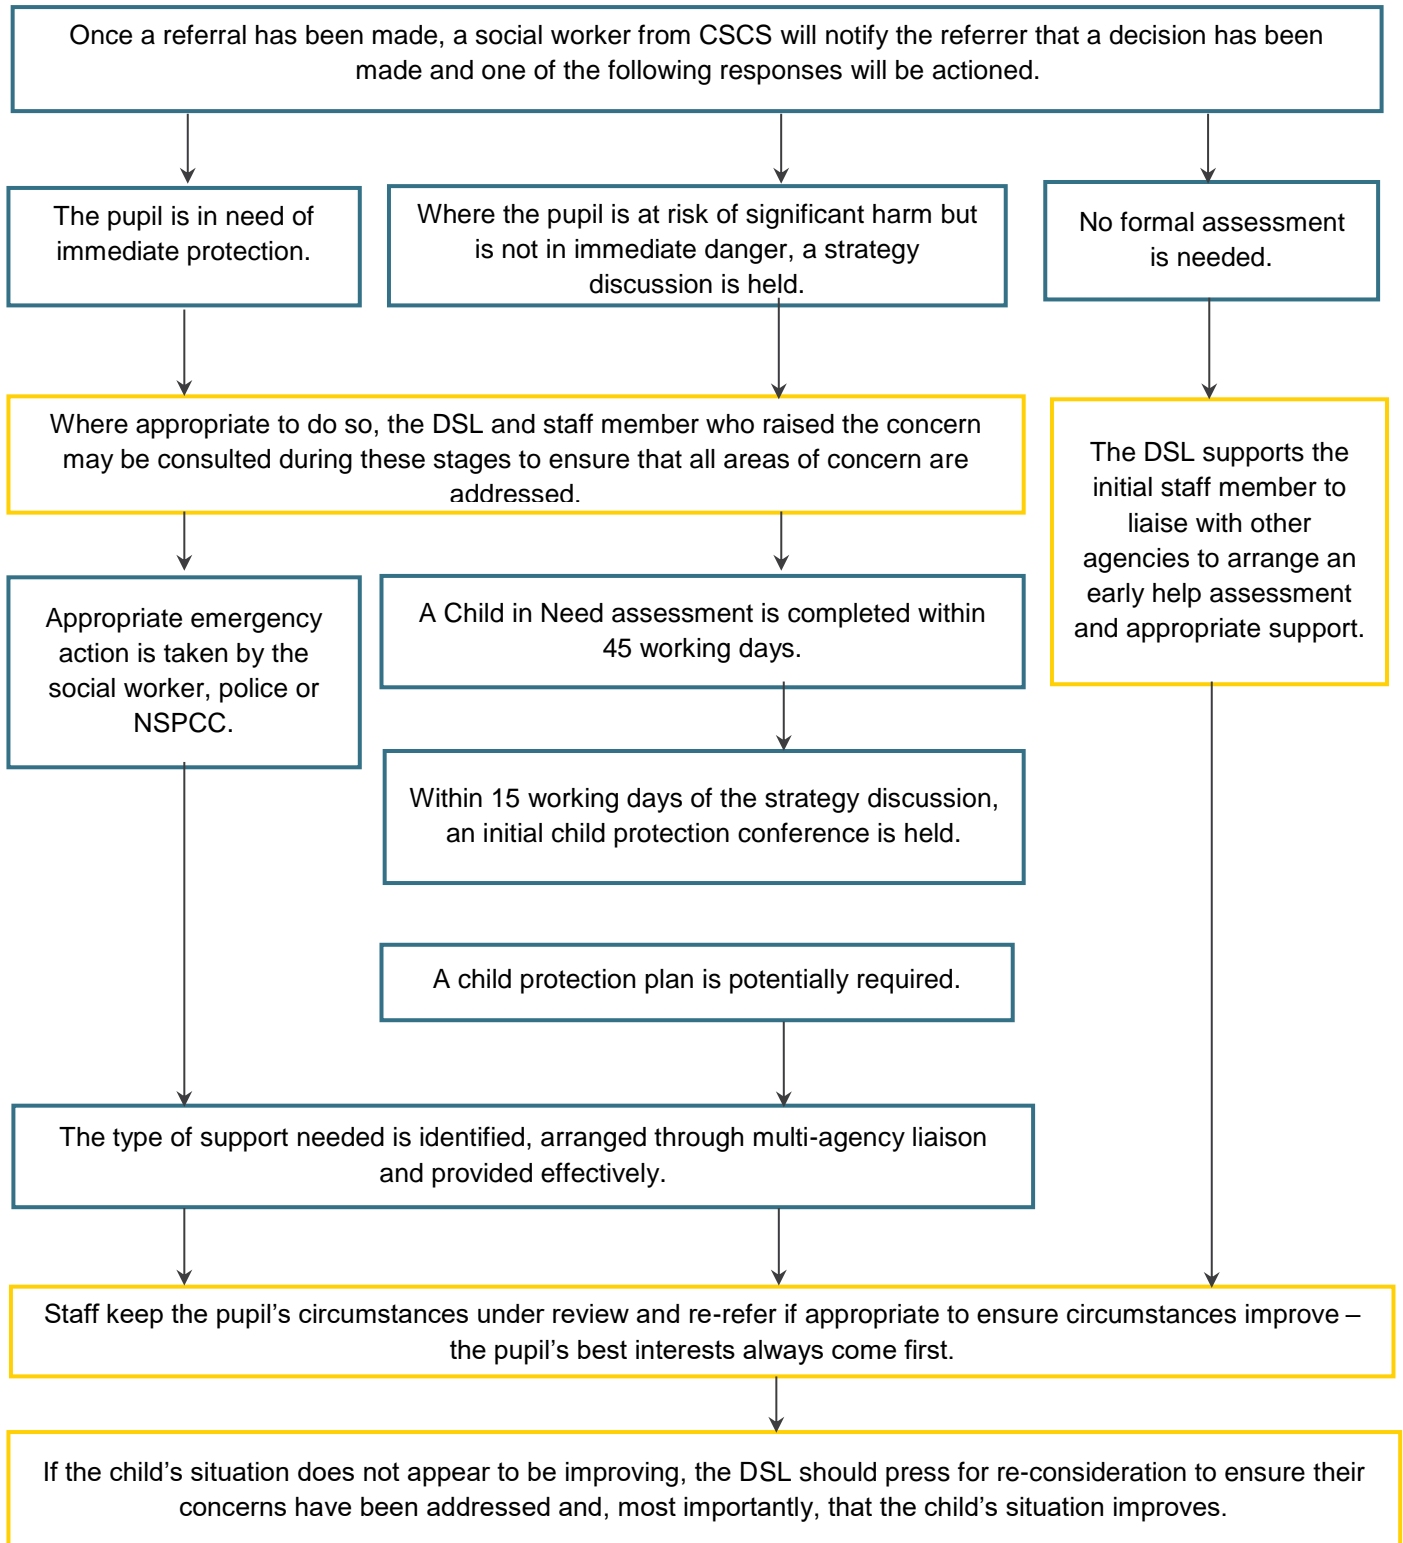 Once a referral has been made, a social worker from CSCS will notify the referrer that a decision has been
made and one of the following responses will be actioned.
The pupil is in need of
immediate protection.
Where the pupil is at risk of significant harm but
is not in immediate danger, a strategy
discussion is held.
No formal assessment
is needed.
Where appropriate to do so, the DSL and staff member who raised the concern
may be consulted during these stages to ensure that all areas of concern are
addressed.
The DSL supports the
initial staff member to
liaise with other
agencies to arrange an
early help assessment
and appropriate support.
Appropriate emergency
action is taken by the
social worker, police or
NSPCC.
A Child in Need assessment is completed within
45 working days.
Within 15 working days of the strategy discussion,
an initial child protection conference is held.
A child protection plan is potentially required.
The type of support needed is identified, arranged through multi-agency liaison
and provided effectively.
Staff keep the pupil’s circumstances under review and re-refer if appropriate to ensure circumstances improve –
the pupil’s best interests always come first.
If the child’s situation does not appear to be improving, the DSL should press for re-consideration to ensure their
concerns have been addressed and, most importantly, that the child’s situation improves.